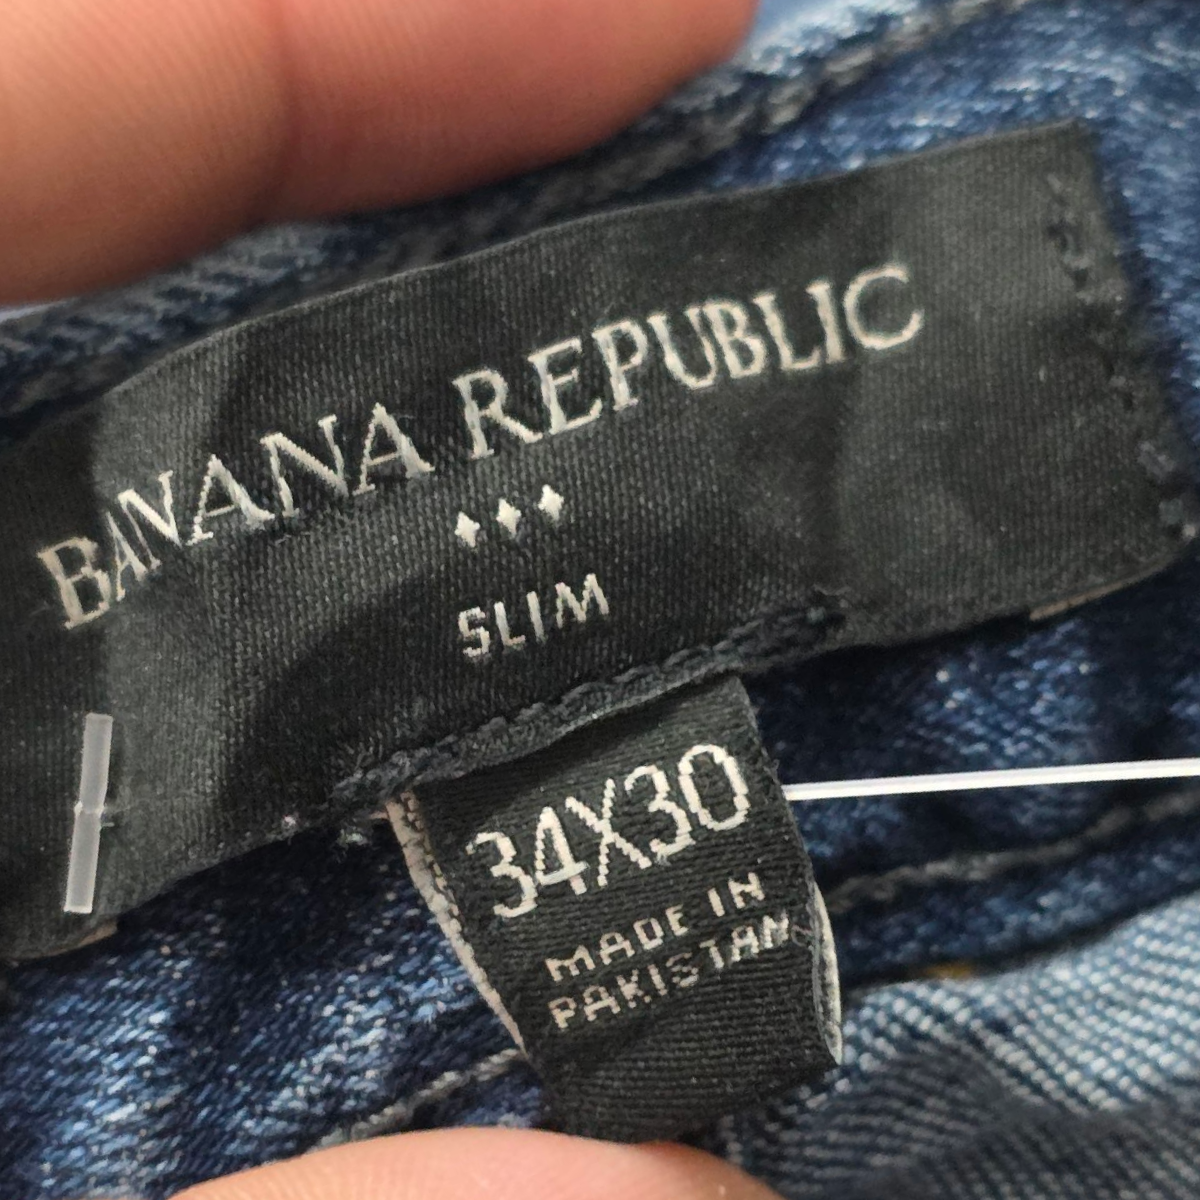 BANANA REPUBLIC
SLIM
34X30
MADE IN
PAKISTAN